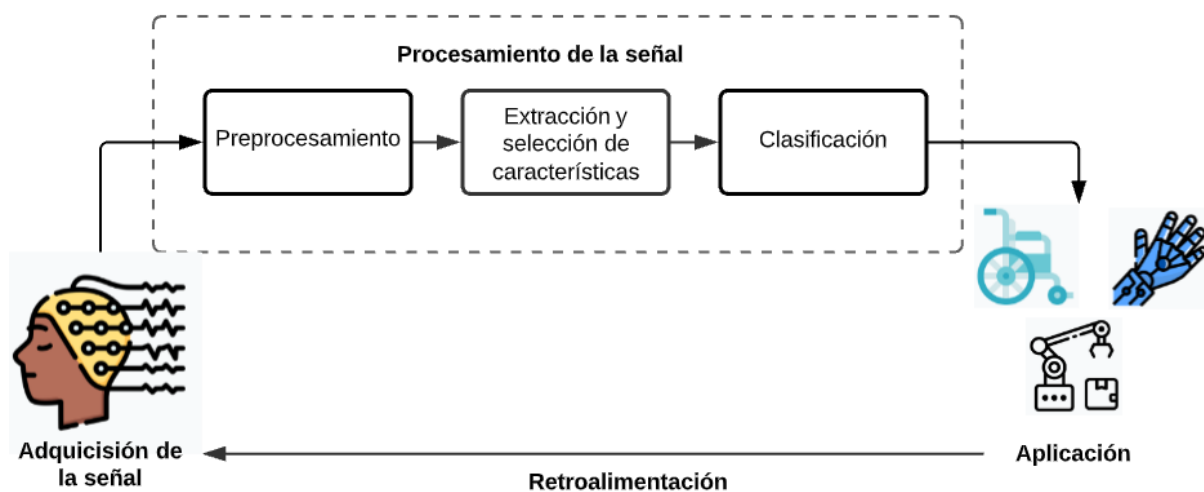 Procesamiento de la señal
Preprocesamiento
Extracción y
selección de
características
Clasificación
Adquicisión de
la señal
Aplicación
Retroalimentación